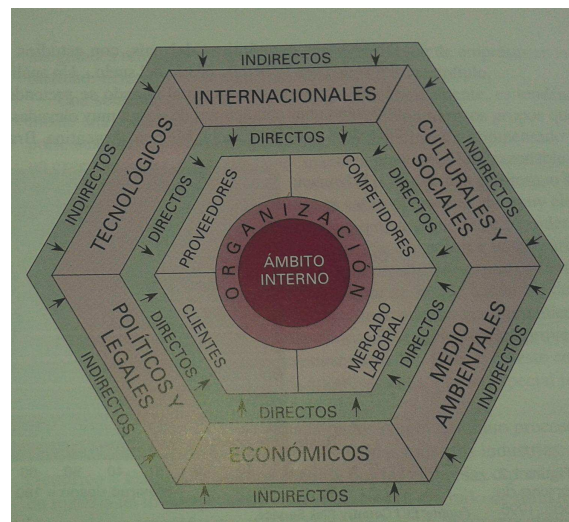 INDIRECTOS
INTERNACIONALES
DIRECTOS
INDIRECTOS
TECNOLÓGICOS
DIRECTOS
PROVEEDORES
COMPETIDORES
DIRECTOS
CULTURALES Y
SOCIALES
INDIRECTOS
ORGANIZACIÓN
ÁMBITO
INTERNO
INDIRECTOS
POLÍTICOS Y
LEGALES
DIRECTOS
CLIENTES
MERCADO
LABORAL
DIRECTOS
MEDIO
AMBIENTALES
INDIRECTOS
DIRECTOS
ECONÓMICOS
INDIRECTOS